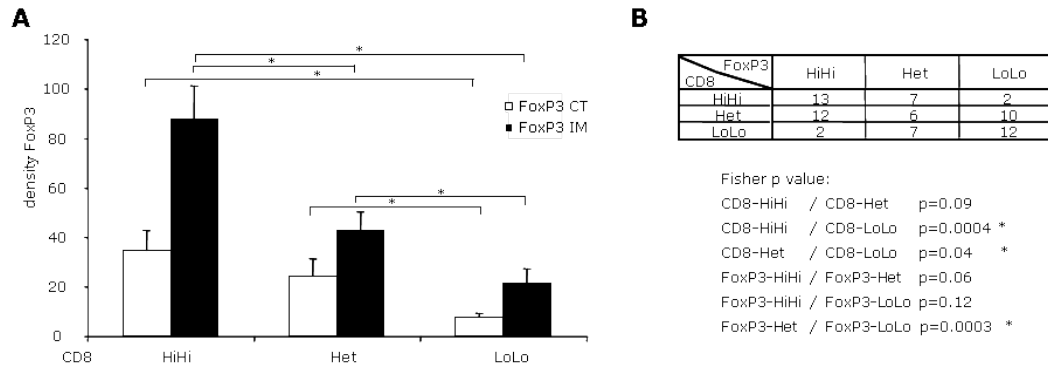 A
density FoxP3
120
100
80
60
40
20
0
*
*
*
*
*
FoxP3 CT
FoxP3 IM
CD8 HiHi Het LoLo
B
FoxP3 CD8 HiHi Het LoLo
HiHi 13 7 2
Het 12 6 10
LoLo 2 7 12
Fisher p value:
CD8-HiHi / CD8-Het p=0.09
CD8-HiHi / CD8-LoLo p=0.0004 *
CD8-Het / CD8-LoLo p=0.04 *
FoxP3-HiHi / FoxP3-Het p=0.06
FoxP3-HiHi / FoxP3-LoLo p=0.12
FoxP3-Het / FoxP3-LoLo p=0.0003 *